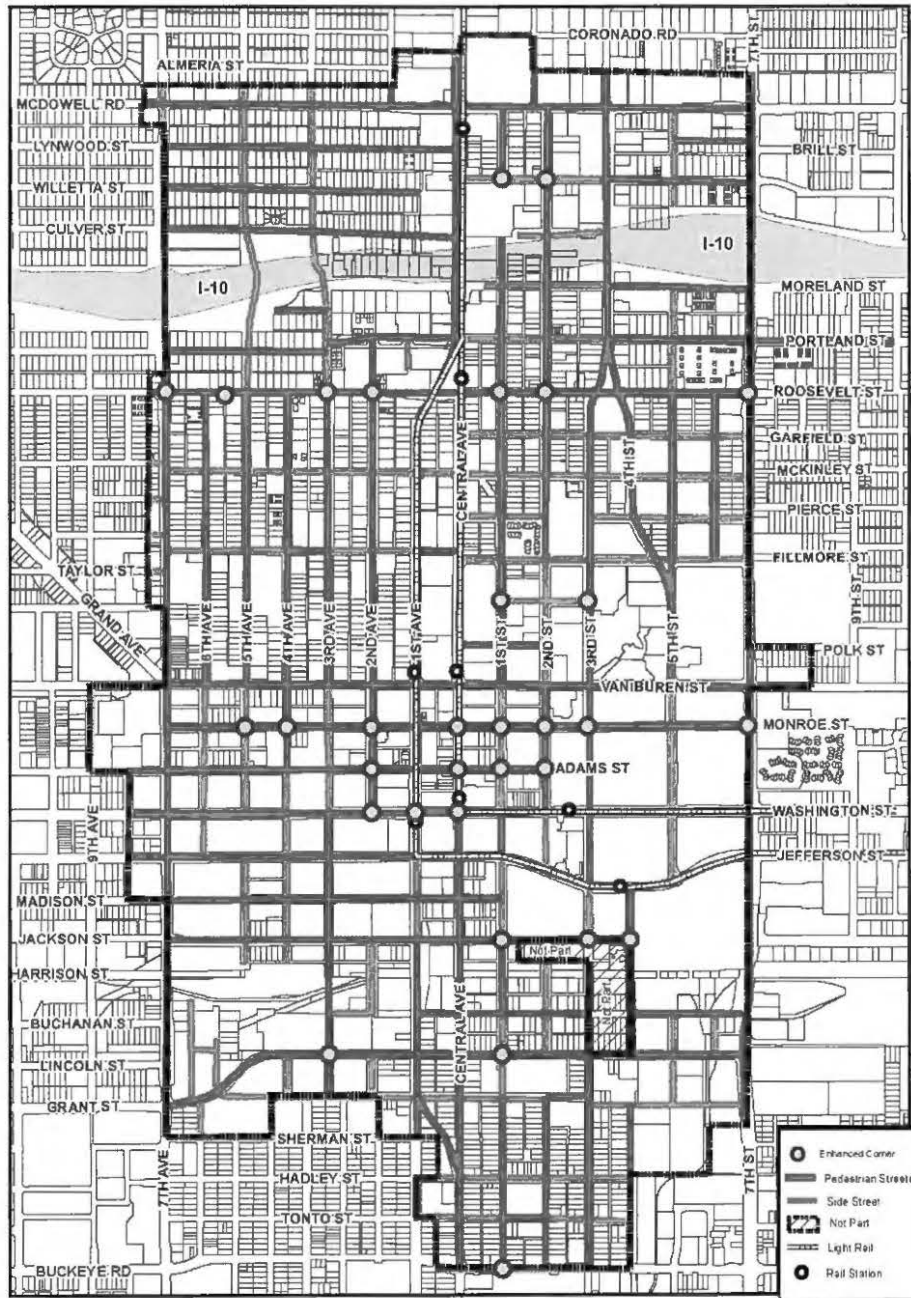 CORONADO RD
7TH ST
ALMERIA ST
MCDOWELL RD
LYNWOOD ST
BRILL ST
WILLETTA ST
CULVER ST
I-10
I-10
MORELAND ST
PORTLAND ST
ROOSEVELT ST
CENTRAL AVE
4TH ST
GARFIELD ST
MCKINLEY ST
PIERCE ST
FILLMORE ST
TAYLOR ST
GRAND AVE
9TH ST
6TH AVE
5TH AVE
4TH AVE
3RD AVE
2ND AVE
1ST AVE
1ST ST
2ND ST
3RD ST
5TH ST
POLK ST
VAN BUREN ST
MONROE ST
ADAMS ST
9TH AVE
WASHINGTON ST
JEFFERSON ST
MADISON ST
JACKSON ST
Not Part
HARRISON ST
Not Part
BUCHANAN ST
CENTRAL AVE
LINCOLN ST
GRANT ST
SHERMAN ST
7TH AVE
HADLEY ST
7TH ST
TONTO ST
BUCKEYE RD
Enhanced Corner
Pedestrian Streets
Side Street
Not Part
Light Rail
Rail Station